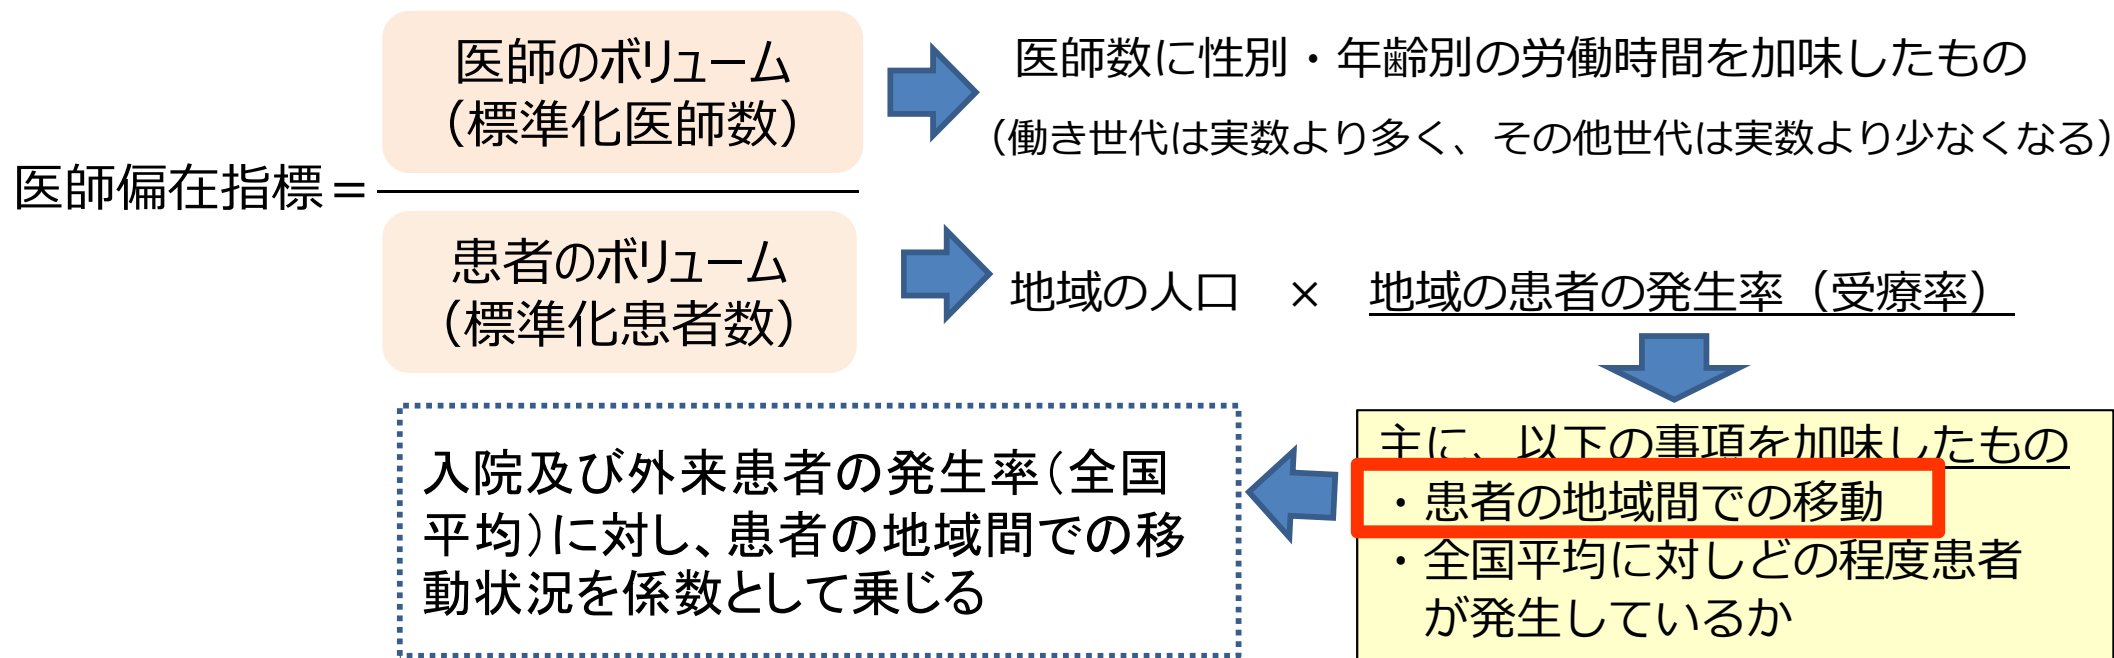 医師のボリューム
（標準化医師数）
医師数に性別・年齢別の労働時間を加味したもの
（働き世代は実数より多く、その他世代は実数より少なくなる）
医師偏在指標＝
患者のボリューム
（標準化患者数）
地域の人口　×　地域の患者の発生率（受療率）
主に、以下の事項を加味したもの
・患者の地域間での移動
・全国平均に対しどの程度患者
が発生しているか
入院及び外来患者の発生率（全国
平均）に対し、患者の地域間での移
動状況を係数として乗じる